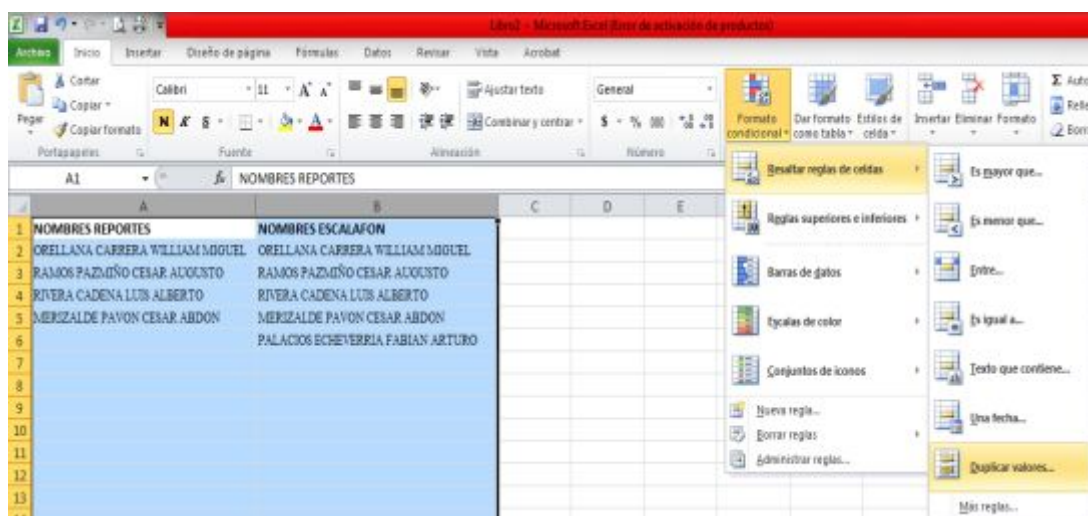 Libro2 - Microsoft Excel (Error de activación de productos)
Archivo Inicio Insertar Diseño de página Fórmulas Datos Revisar Vista Acrobat
Cortar
Copiar
Copiar formato
Pegar
Portapapeles
Calibri 11
N K S
Fuente
Ajustar texto
Combinar y centrar
Alineación
General
$ % 000
Número
Formato condicional
Dar formato como tabla
Estilos de celda
Insertar Eliminar Formato
Σ Auto
Relle
Borr
A1 fx NOMBRES REPORTES
A B C D E
1 NOMBRES REPORTES NOMBRES ESCALAFON
2 ORELLANA CARRERA WILLIAM MIGUEL ORELLANA CARRERA WILLIAM MIGUEL
3 RAMOS PAZMIÑO CESAR AUGUSTO RAMOS PAZMIÑO CESAR AUGUSTO
4 RIVERA CADENA LUIS ALBERTO RIVERA CADENA LUIS ALBERTO
5 MERIZALDE PAVON CESAR ABDON MERIZALDE PAVON CESAR ABDON
6 PALACIOS ECHEVERRIA FABIAN ARTURO
7
8
9
10
11
12
13
Resaltar reglas de celdas
Reglas superiores e inferiores
Barras de datos
Escalas de color
Conjuntos de iconos
Nueva regla...
Borrar reglas
Administrar reglas...
Es mayor que...
Es menor que...
Entre...
Es igual a...
Texto que contiene...
Una fecha...
Duplicar valores...
Más reglas...